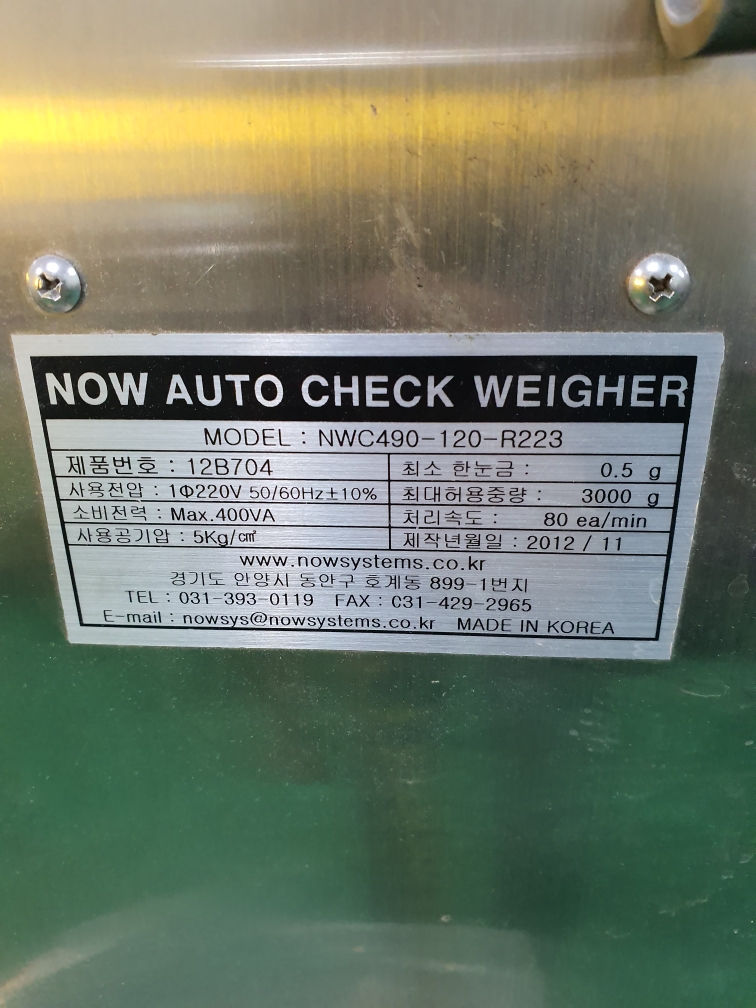 NOW AUTO CHECK WEIGHER
MODEL : NWC490-120-R223
제품번호 : 12B704
최소 한눈금 : 0.5 g
사용전압 : 1Φ220V 50/60Hz±10%
최대허용중량 : 3000 g
소비전력 : Max.400VA
처리속도 : 80 ea/min
사용공기압 : 5Kg/㎠
제작년월일 : 2012 / 11
www.nowsystems.co.kr
경기도 안양시 동안구 호계동 899-1번지
TEL : 031-393-0119 FAX : 031-429-2965
E-mail : nowsys@nowsystems.co.kr MADE IN KOREA